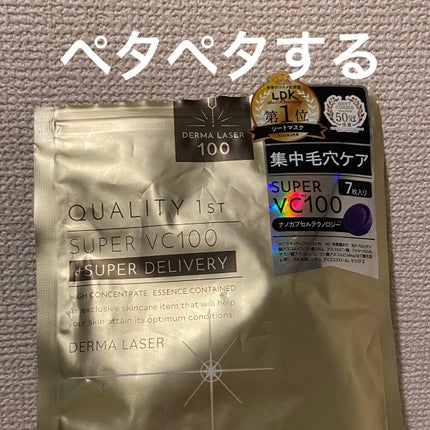 ペタペタする
DERMA LASER
100
QUALITY 1ST
SUPER VC100
+SUPER DELIVERY
HIGH CONCENTRATE ESSENCE CONTAINED
An exclusive skincare item that will help
your skin attain its optimum conditions.
DERMA LASER
LDK
第1位
シートマスク
50冠
集中毛穴ケア
SUPER
VC100
7枚入り
ナノカプセルテクノロジー